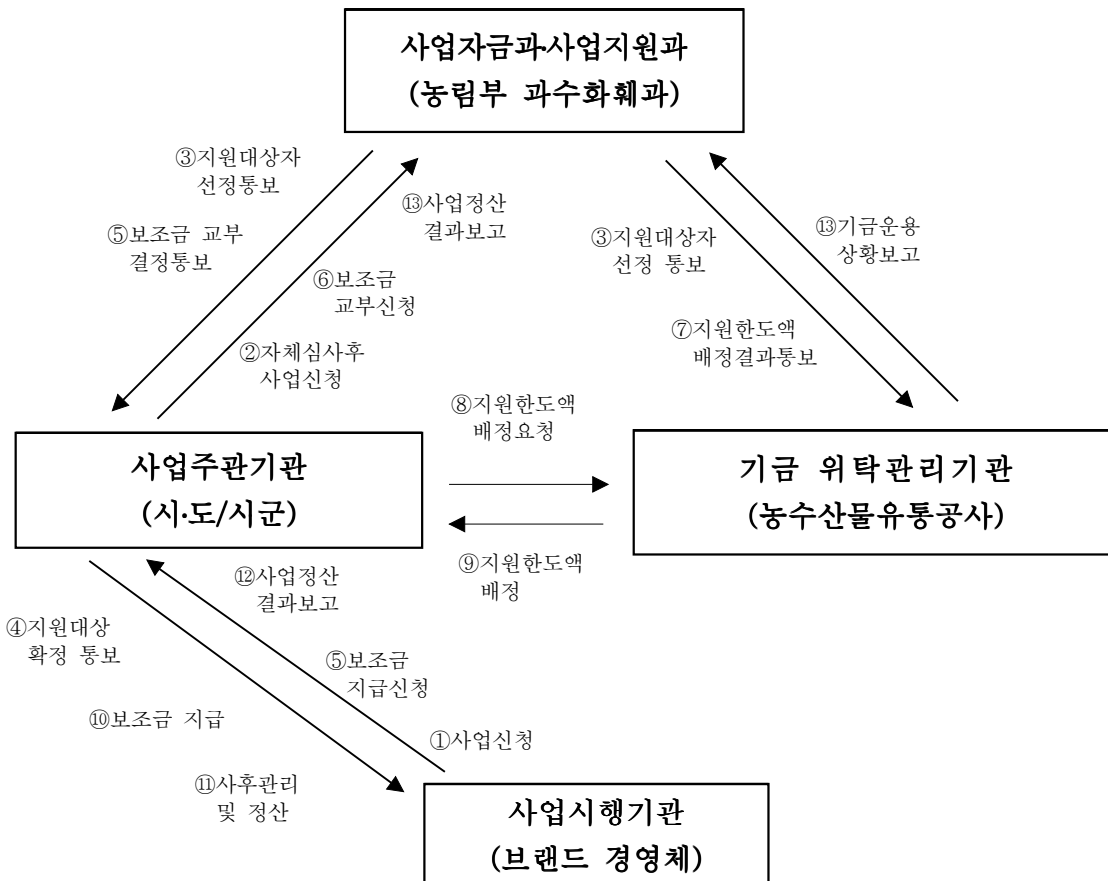 사업자금과·사업지원과
(농림부 과수화훼과)
③지원대상자
선정통보
⑬사업정산
결과보고
⑤보조금 교부
결정통보
⑥보조금
교부신청
②자체심사후
사업신청
③지원대상자
선정 통보
⑬기금운용
상황보고
⑦지원한도액
배정결과통보
⑧지원한도액
배정요청
사업주관기관
(시·도/시군)
기금 위탁관리기관
(농수산물유통공사)
⑨지원한도액
배정
⑫사업정산
결과보고
④지원대상
확정 통보
⑤보조금
지급신청
⑩보조금 지급
①사업신청
⑪사후관리
및 정산
사업시행기관
(브랜드 경영체)